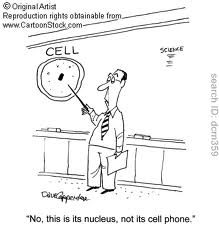 © Original Artist
Reproduction rights obtainable from
www.CartoonStock.com
CELL
SCIENCE
search ID: dcrn359
"No, this is its nucleus, not its cell phone."